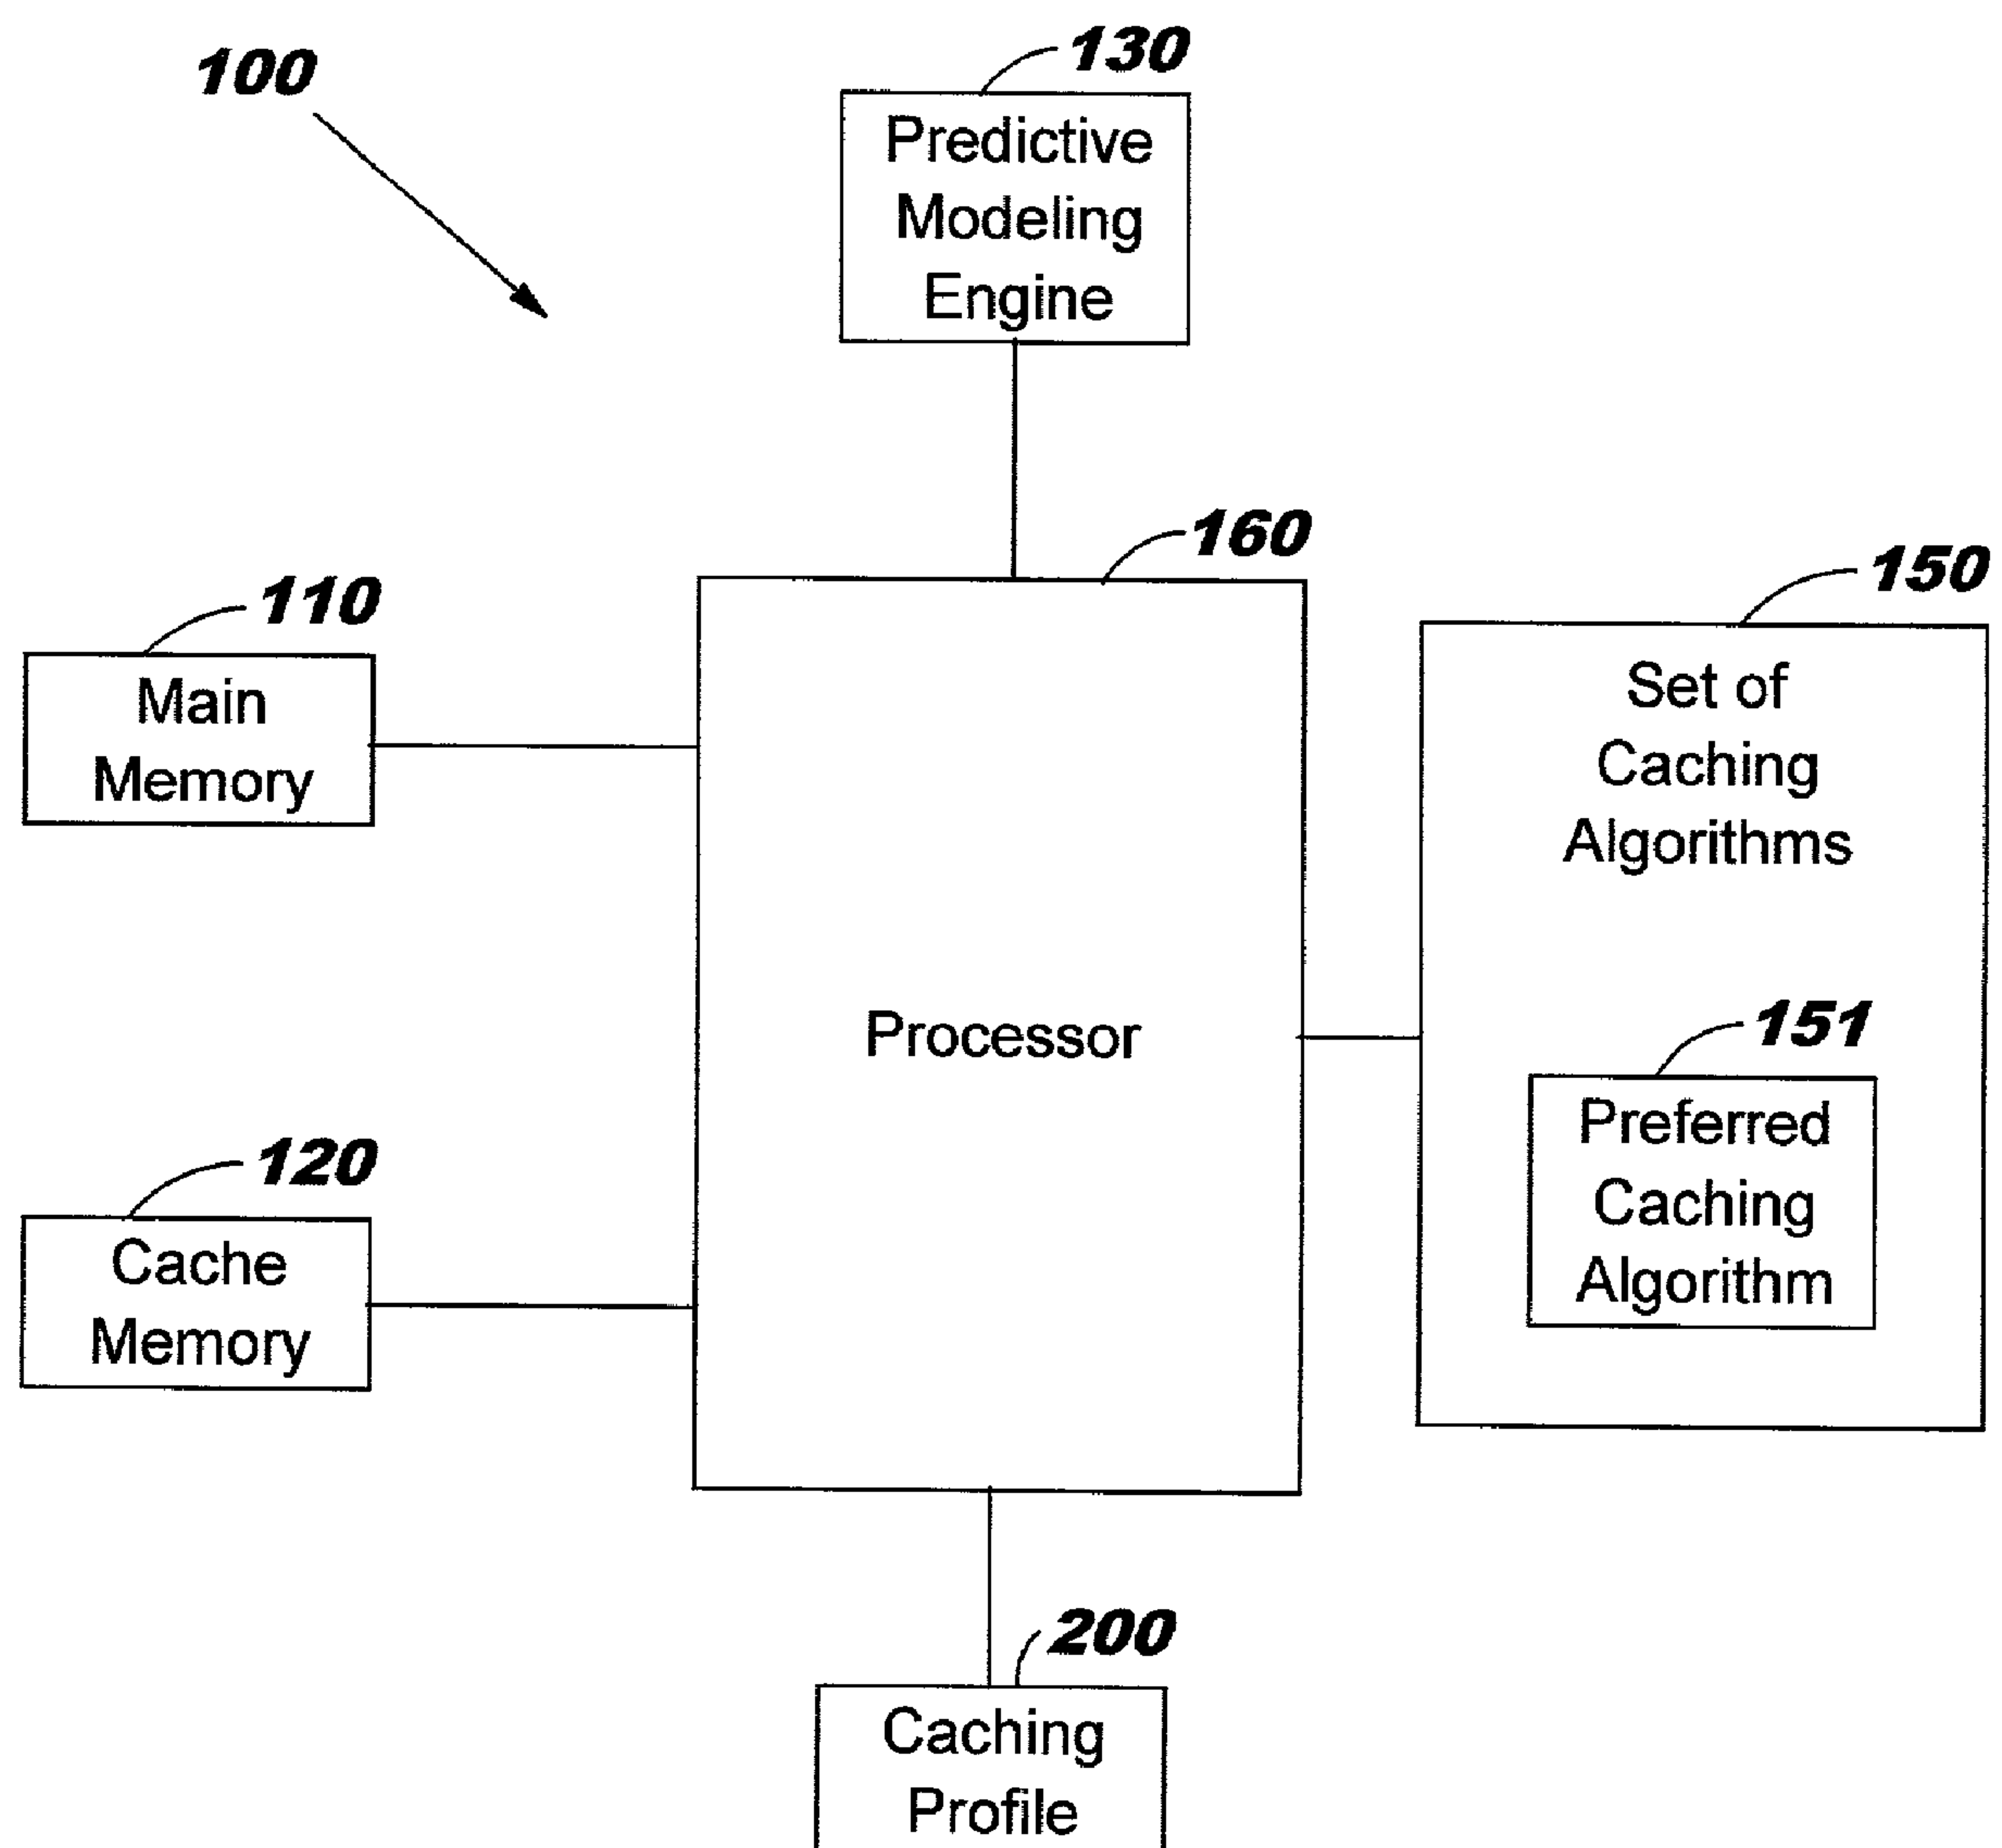 100
130
Predictive
Modeling
Engine
160
150
110
Main
Memory
Set of
Caching
Algorithms
Processor
151
Preferred
Caching
Algorithm
120
Cache
Memory
200
Caching
Profile